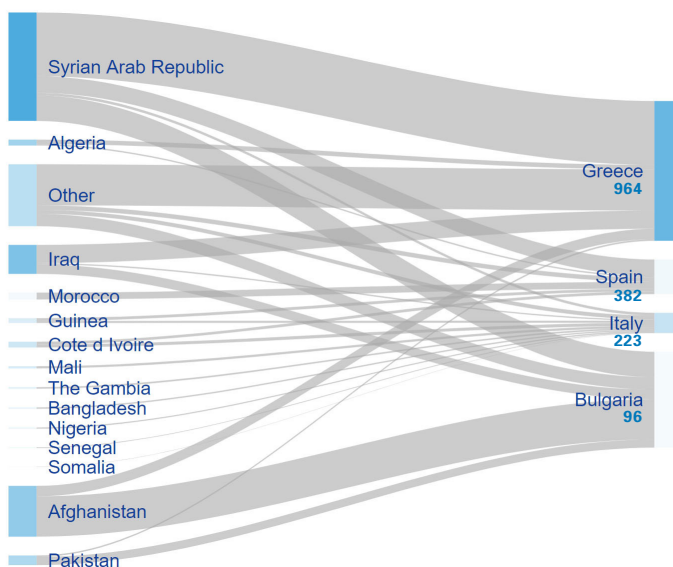 Syrian Arab Republic
Algeria
Other
Iraq
Morocco
Guinea
Cote d Ivoire
Mali
The Gambia
Bangladesh
Nigeria
Senegal
Somalia
Afghanistan
Pakistan
Greece
964
Spain
382
Italy
223
Bulgaria
96